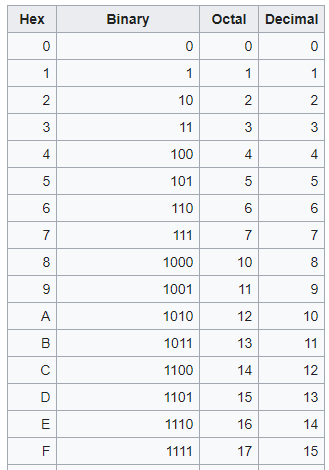 Hex Binary Octal Decimal
0 0 0 0
1 1 1 1
2 10 2 2
3 11 3 3
4 100 4 4
5 101 5 5
6 110 6 6
7 111 7 7
8 1000 10 8
9 1001 11 9
A 1010 12 10
B 1011 13 11
C 1100 14 12
D 1101 15 13
E 1110 16 14
F 1111 17 15